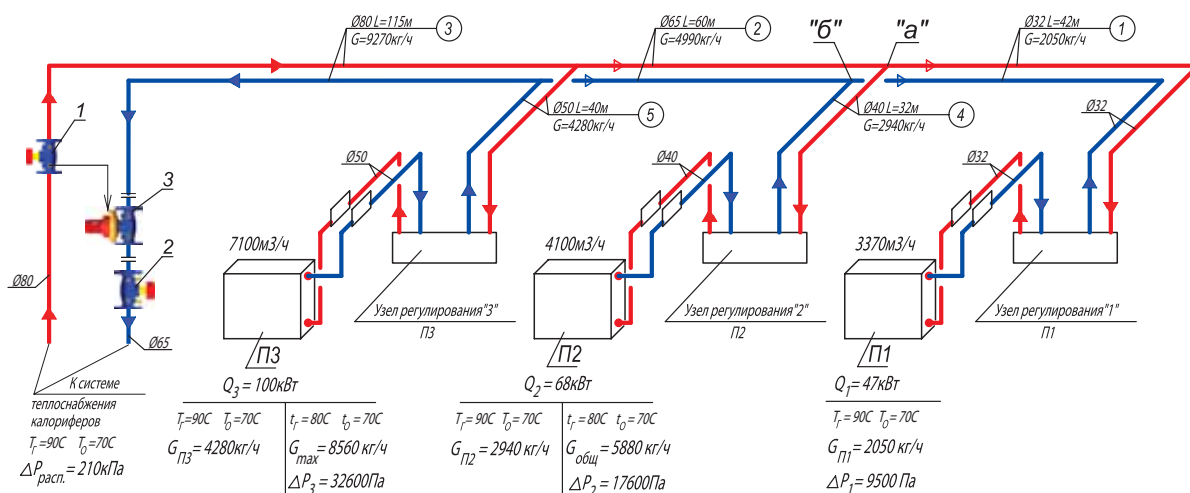 Ø80 L=115м
G=9270кг/ч
3
Ø65 L=60м
G=4990кг/ч
2
"б"
"а"
Ø32 L=42м
G=2050кг/ч
1
1
Ø50 L=40м
G=4280кг/ч
5
Ø40 L=32м
G=2940кг/ч
4
Ø32
Ø50
Ø40
Ø32
3
2
Ø80
Ø65
7100м3/ч
4100м3/ч
3370м3/ч
Узел регулирования"3"
П3
Узел регулирования"2"
П2
Узел регулирования"1"
П1
П3
П2
П1
К системе
теплоснабжения
калориферов
Tг=90С Tо=70С
△Pрасп.= 210кПа
Q3 = 100кВт
Tг=90С Tо=70С
GП3 = 4280кг/ч
tг = 80С tо = 70С
Gmax = 8560 кг/ч
△P3 = 32600Па
Q2 = 68кВт
Tг=90С Tо=70С
GП2 = 2940 кг/ч
tг = 80С tо = 70С
Gобщ = 5880 кг/ч
△P2 = 17600Па
Q1 = 47кВт
Tг = 90С Tо = 70С
GП1 = 2050 кг/ч
△P1 = 9500 Па